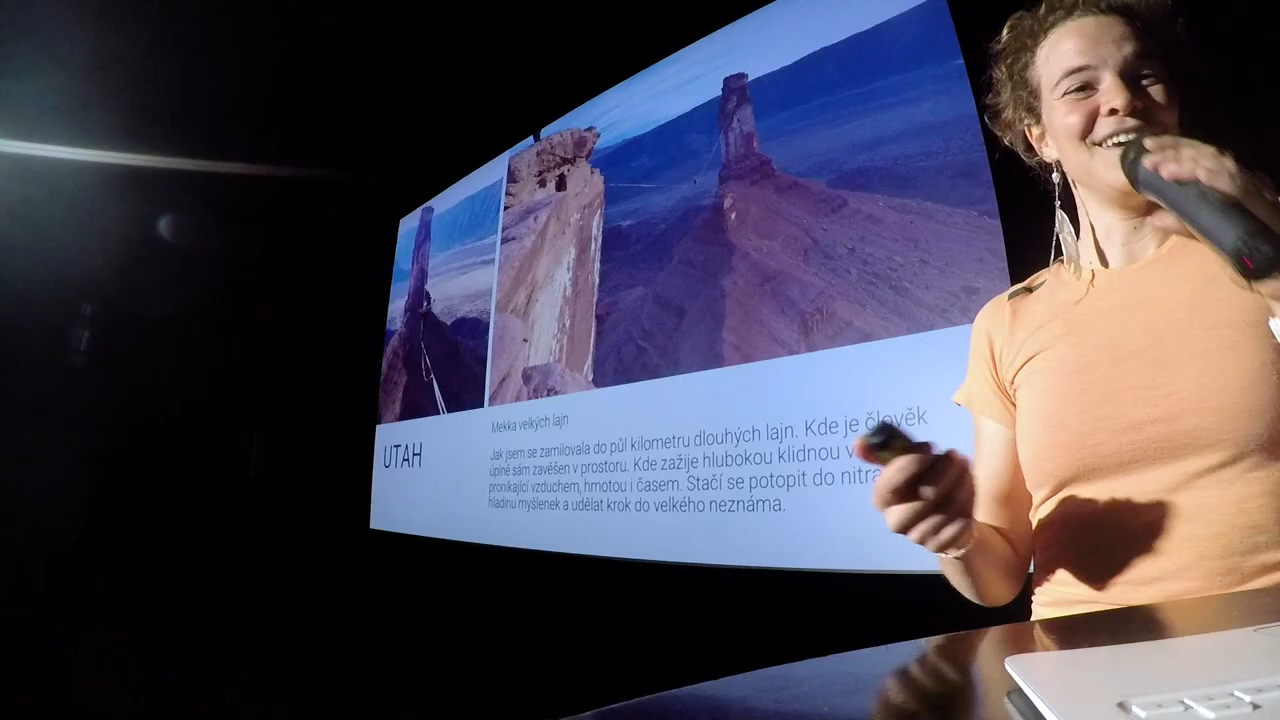 Mekka velkých lajn
UTAH
Jak jsem se zamilovala do půl kilometru dlouhých lajn. Kde je člověk
úplně sám zavěšen v prostoru. Kde zažije hlubokou klidnou
pronikající vzduchem, hmotou i časem. Stačí se potopit do nitra
hladinu myšlenek a udělat krok do velkého neznáma.